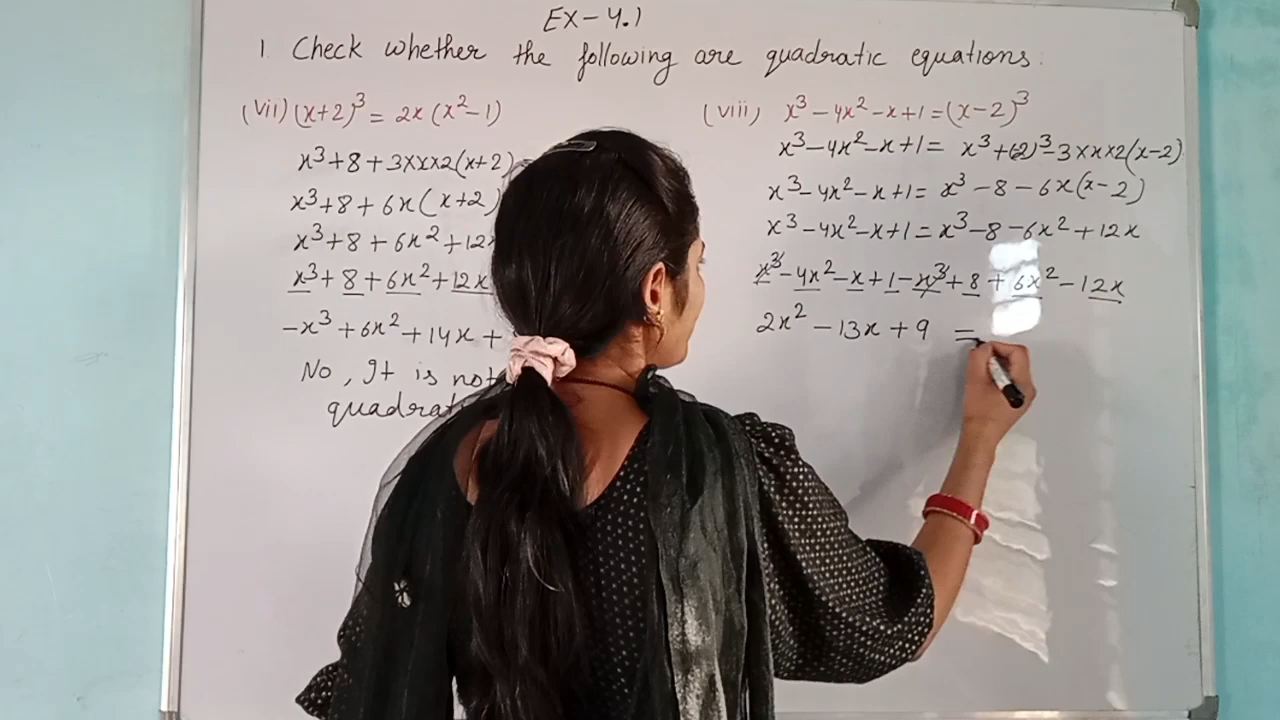 EX-4.1
1. Check whether the following are quadratic equations:
(vii) (x+2)³ = 2x(x²-1)
x³+8+3×x×2(x+2)
x³+8+6x(x+2)
x³+8+6x²+12x
x³+8+6x²+12x
-x³+6x²+14x+
No, It is not
quadrat
(viii) x³-4x²-x+1=(x-2)³
x³-4x²-x+1= x³+(-2)³-3×x×2(x-2)
x³-4x²-x+1= x³-8-6x(x-2)
x³-4x²-x+1=x³-8-6x²+12x
x³-4x²-x+1-x³+8+6x²-12x
2x²-13x+9 =